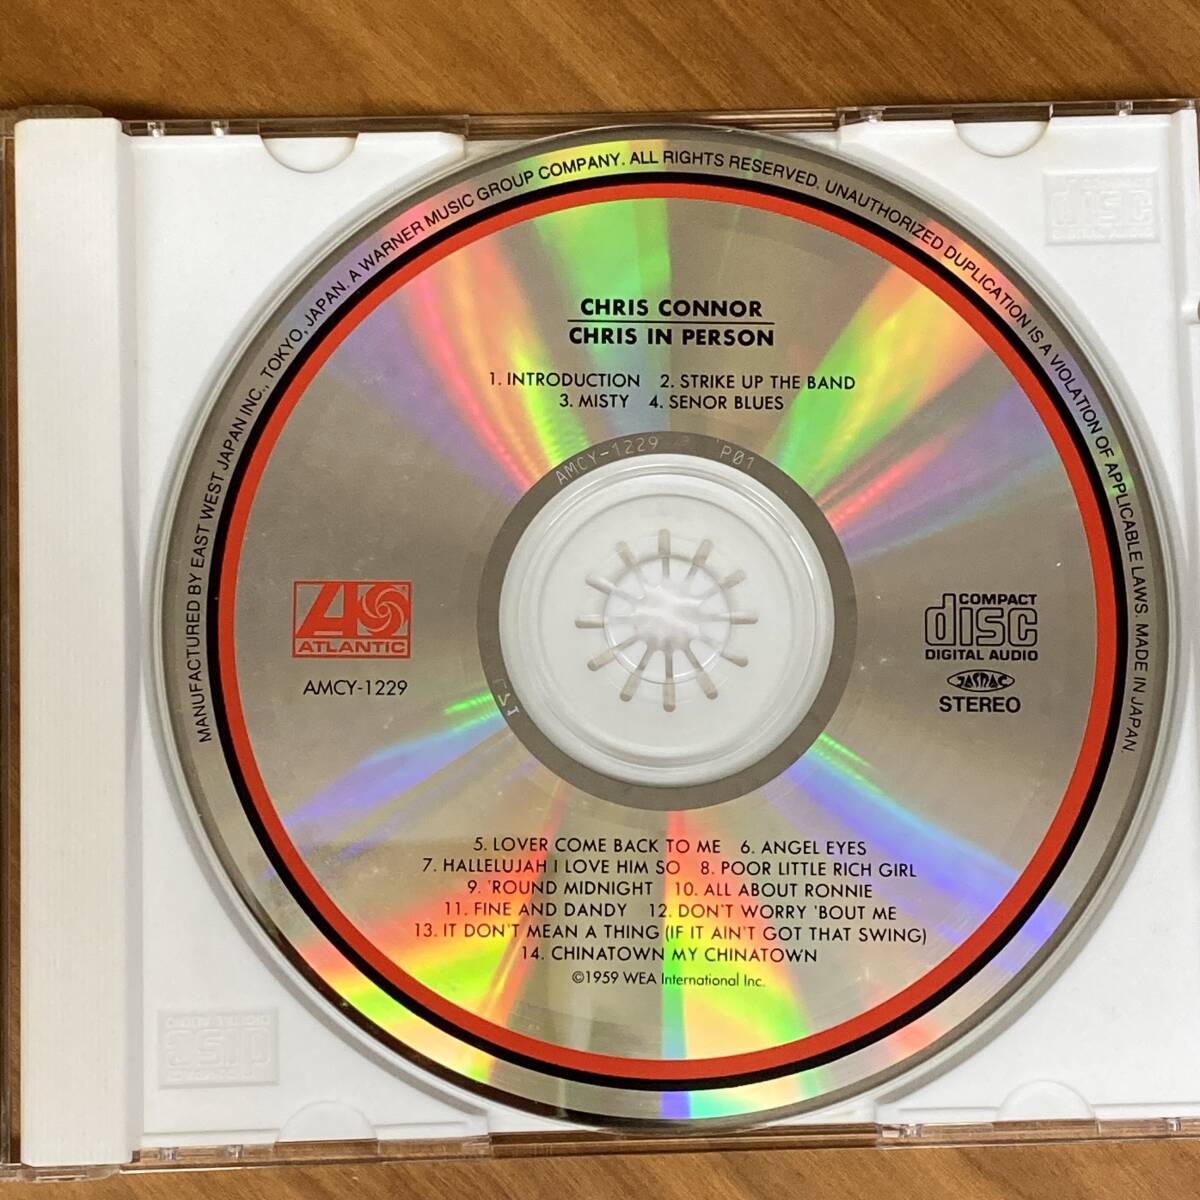 MANUFACTURED BY EAST WEST JAPAN INC., TOKYO, JAPAN. A WARNER MUSIC GROUP COMPANY. ALL RIGHTS RESERVED. UNAUTHORIZED DUPLICATION IS A VIOLATION OF APPLICABLE LAWS. MADE IN JAPAN.
CHRIS CONNOR
CHRIS IN PERSON
1. INTRODUCTION 2. STRIKE UP THE BAND
3. MISTY 4. SENOR BLUES
AMCY-1229 P01
ATLANTIC
AMCY-1229
COMPACT
disc
DIGITAL AUDIO
JASRAC
STEREO
5. LOVER COME BACK TO ME 6. ANGEL EYES
7. HALLELUJAH I LOVE HIM SO 8. POOR LITTLE RICH GIRL
9. 'ROUND MIDNIGHT 10. ALL ABOUT RONNIE
11. FINE AND DANDY 12. DON'T WORRY 'BOUT ME
13. IT DON'T MEAN A THING (IF IT AIN'T GOT THAT SWING)
14. CHINATOWN MY CHINATOWN
©1959 WEA International Inc.